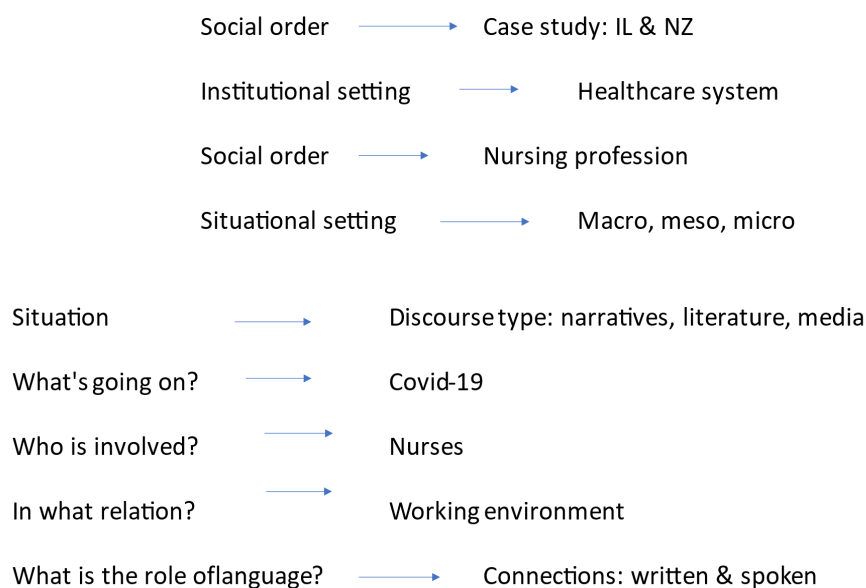 Social order → Case study: IL & NZ
Institutional setting → Healthcare system
Social order → Nursing profession
Situational setting → Macro, meso, micro
Situation → Discourse type: narratives, literature, media
What's going on? → Covid-19
Who is involved? → Nurses
In what relation? → Working environment
What is the role oflanguage? → Connections: written & spoken